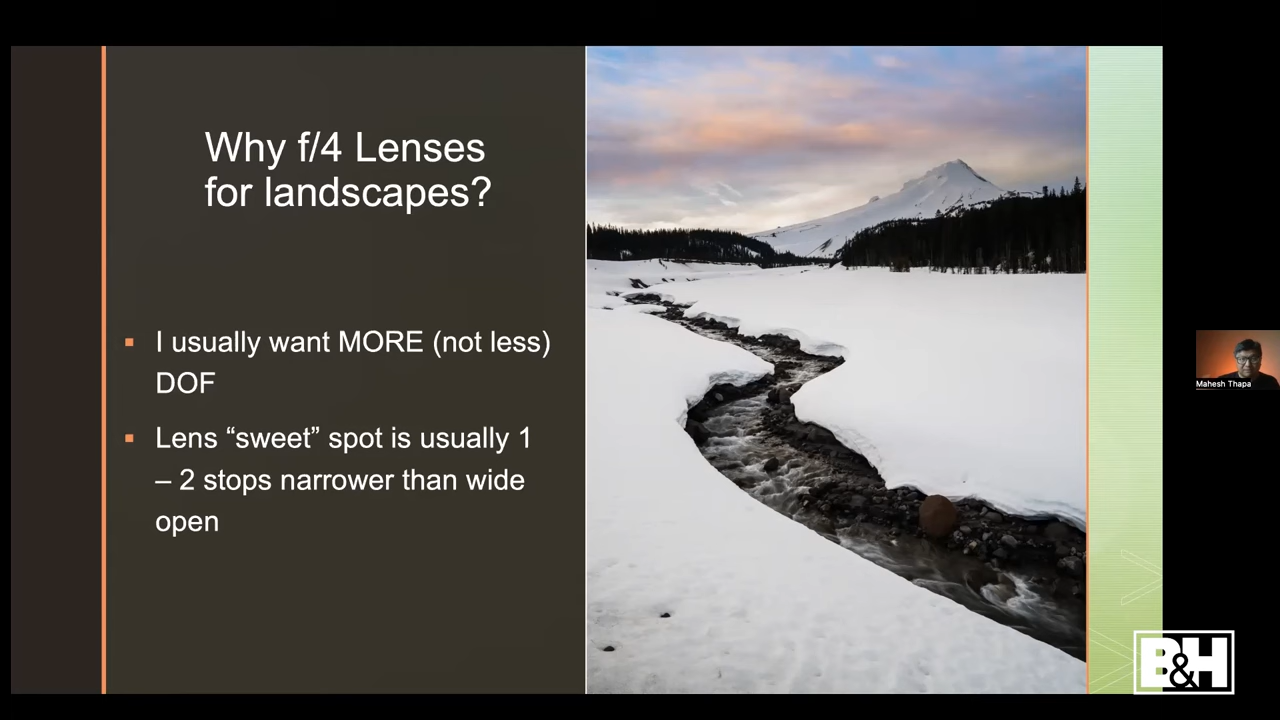 Why f/4 Lenses
for landscapes?
▪ I usually want MORE (not less)
DOF
▪ Lens “sweet” spot is usually 1
– 2 stops narrower than wide
open
Mahesh Thapa
B&H